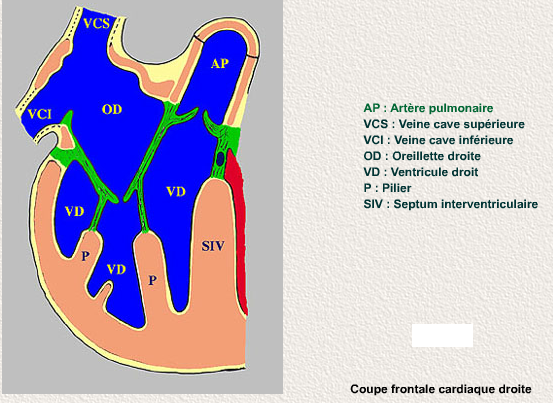 VCS
AP
OD
VCI
VD
VD
P
VD
P
SIV
AP : Artère pulmonaire
VCS : Veine cave supérieure
VCI : Veine cave inférieure
OD : Oreillette droite
VD : Ventricule droit
P : Pilier
SIV : Septum interventriculaire
Coupe frontale cardiaque droite